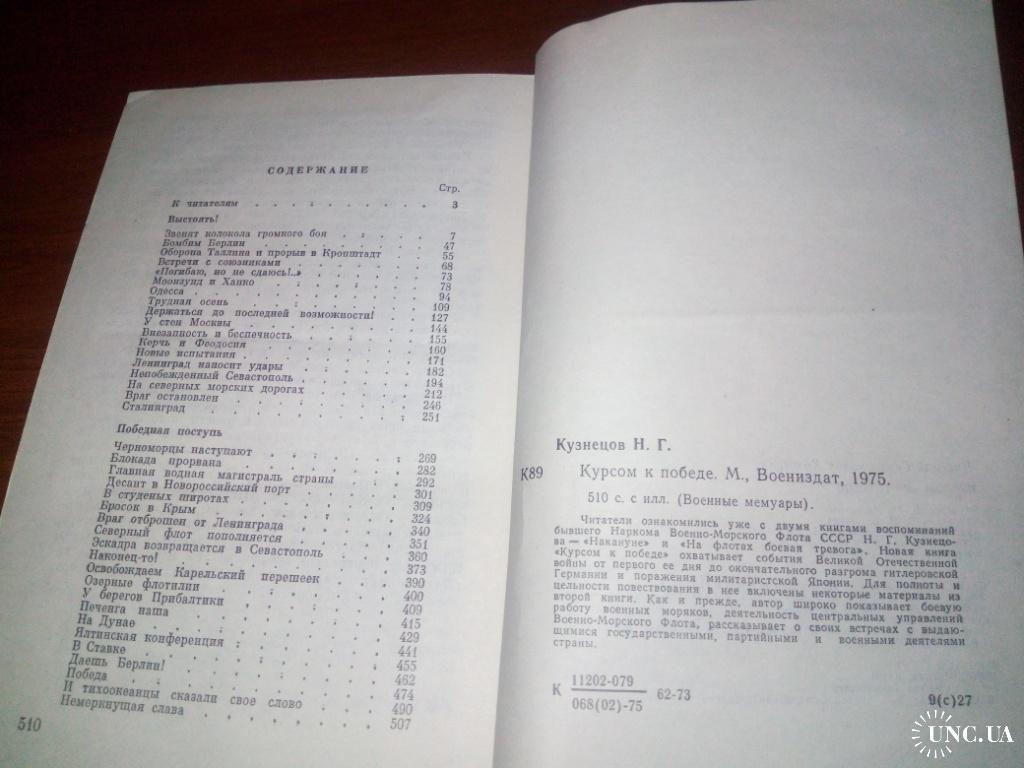 СОДЕРЖАНИЕ
Стр.
К читателям 3
Выстоять!
Звенят колокола громкого боя 7
Бомбим Берлин 47
Оборона Таллина и прорыв в Кронштадт 55
Встречи с союзниками 68
«Погибаю, но не сдаюсь!..» 73
Моонзунд и Ханко 78
Одесса 94
Трудная осень 109
Держаться до последней возможности! 127
У стен Москвы 144
Внезапность и беспечность 155
Керчь и Феодосия 160
Новые испытания 171
Ленинград наносит удары 182
Непобежденный Севастополь 194
На северных морских дорогах 212
Враг остановлен 246
Сталинград 251
Победная поступь
Черноморцы наступают 269
Блокада прорвана 282
Главная водная магистраль страны 292
Десант в Новороссийский порт 301
В студеных широтах 309
Бросок в Крым 324
Враг отброшен от Ленинграда 340
Северный флот пополняется 351
Эскадра возвращается в Севастополь 360
Наконец-то! 373
Освобождаем Карельский перешеек 390
Озерные флотилии 400
У берегов Прибалтики 409
Печенга наша 415
На Дунае 429
Ялтинская конференция 441
В Ставке 455
Даешь Берлин! 462
Победа 474
И тихоокеанцы сказали свое слово 490
Немеркнущая слава 507
510
Кузнецов Н. Г.
К89 Курсом к победе. М., Воениздат, 1975.
510 с. с илл. (Военные мемуары).
Читатели ознакомились уже с двумя книгами воспоминаний
бывшего Наркома Военно-Морского Флота СССР Н. Г. Кузнецо-
ва — «Накануне» и «На флотах боевая тревога». Новая книга
«Курсом к победе» охватывает события Великой Отечественной
войны от первого ее дня до окончательного разгрома гитлеровской
Германии и поражения милитаристской Японии. Для полноты и
цельности повествования в нее включены некоторые материалы из
второй книги. Как и прежде, автор широко показывает боевую
работу военных моряков, деятельность центральных управлений
Военно-Морского Флота, рассказывает о своих встречах с выдаю-
щимися государственными, партийными и военными деятелями
страны.
К 11202-079
068(02)-75 62-73
9(с)27
UNC.UA